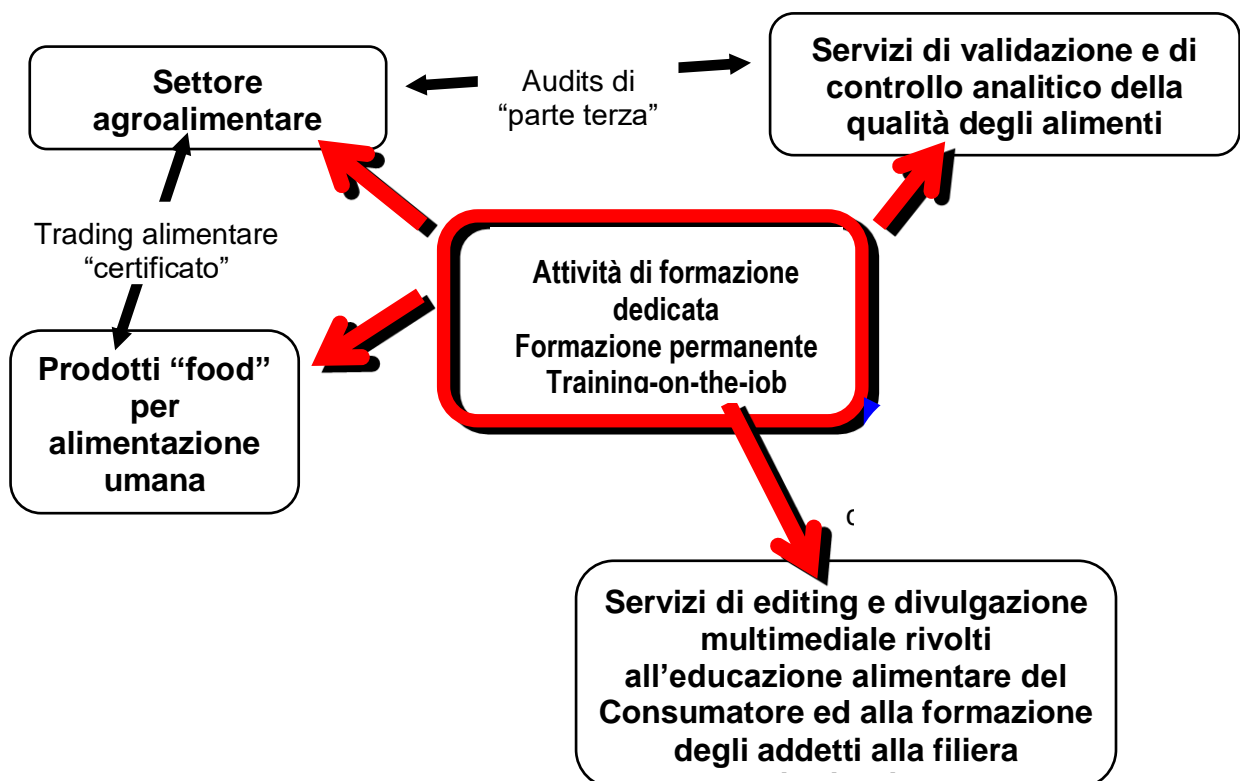 Settore
agroalimentare
Audits di
“parte terza”
Servizi di validazione e di
controllo analitico della
qualità degli alimenti
Trading alimentare
“certificato”
Attività di formazione
dedicata
Formazione permanente
Training-on-the-job
Prodotti “food”
per
alimentazione
umana
Servizi di editing e divulgazione
multimediale rivolti
all’educazione alimentare del
Consumatore ed alla formazione
degli addetti alla filiera